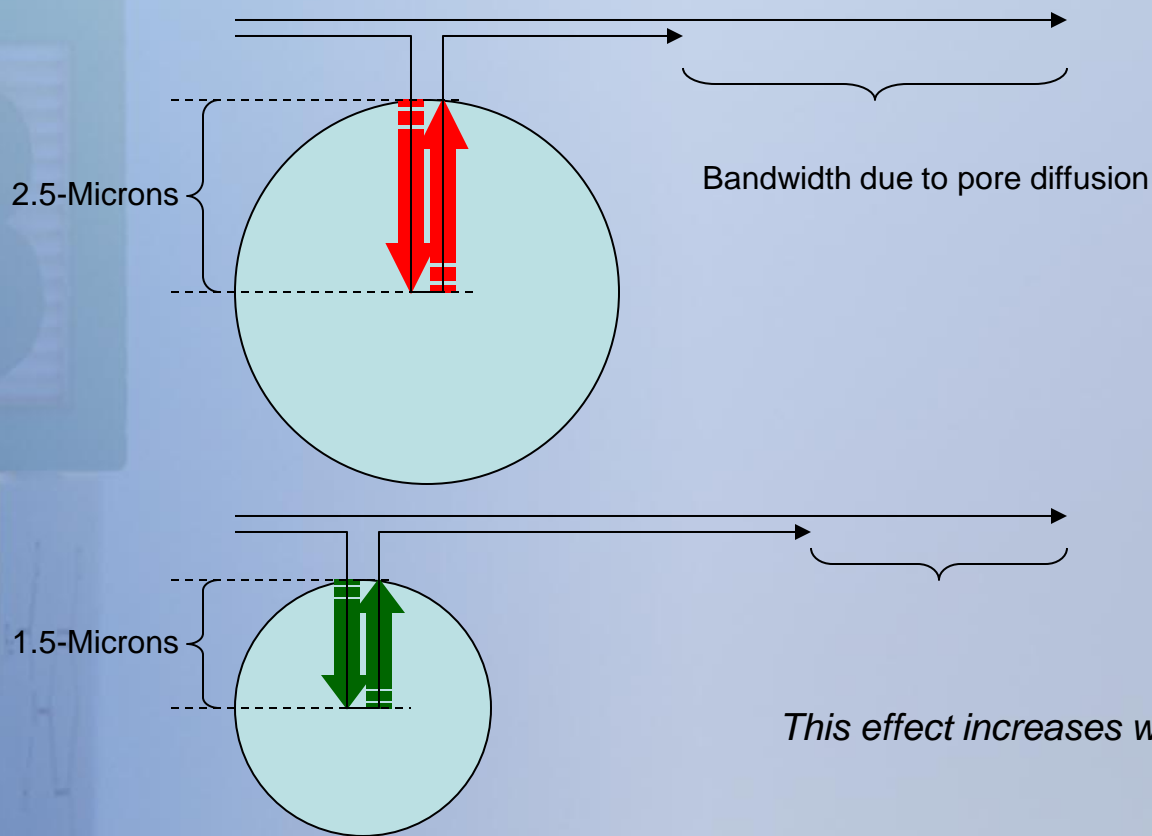 2.5-Microns
Bandwidth due to pore diffusion
1.5-Microns
This effect increases